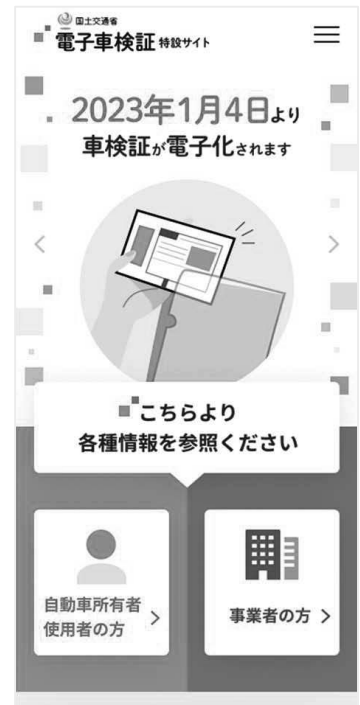 国土交通省
電子車検証 特設サイト
2023年1月4日より
車検証が電子化されます
こちらより
各種情報を参照ください
自動車所有者
使用者の方
事業者の方